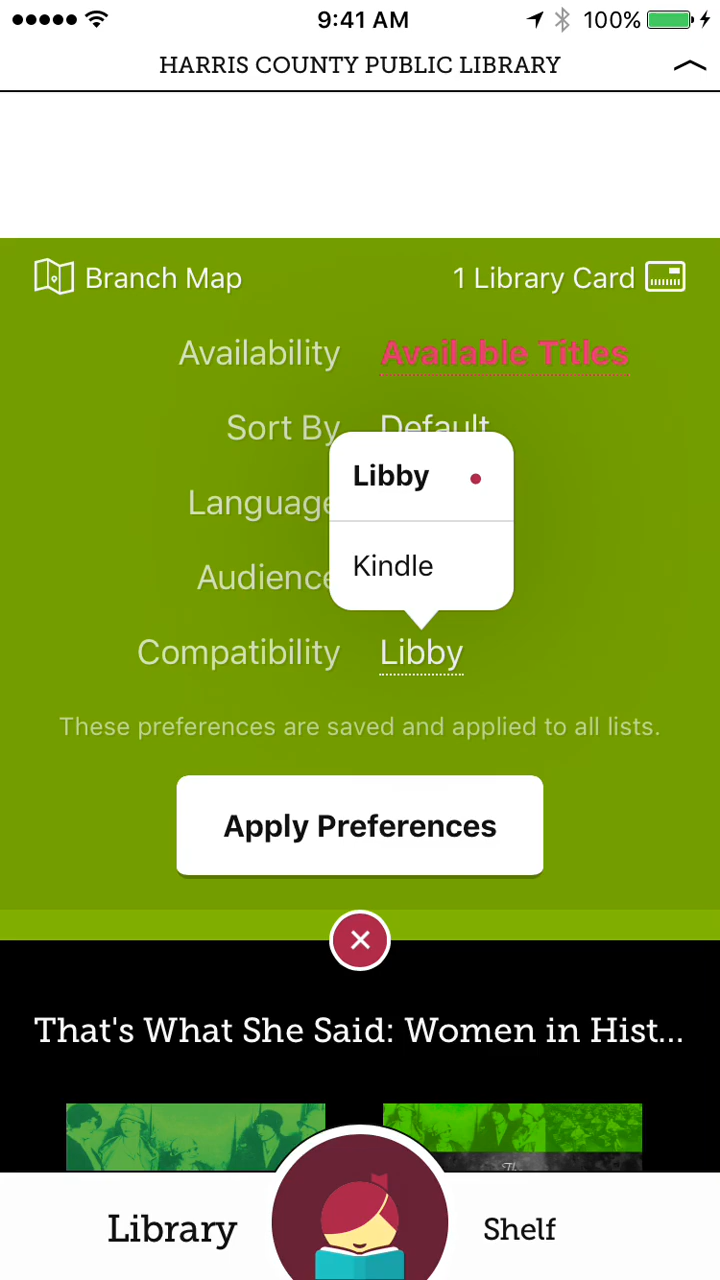 9:41 AM
100%
HARRIS COUNTY PUBLIC LIBRARY
Branch Map
1 Library Card
Availability
Available Titles
Sort By
Default
Libby
Language
Kindle
Audience
Compatibility
Libby
These preferences are saved and applied to all lists.
Apply Preferences
That's What She Said: Women in Hist...
Library
Shelf